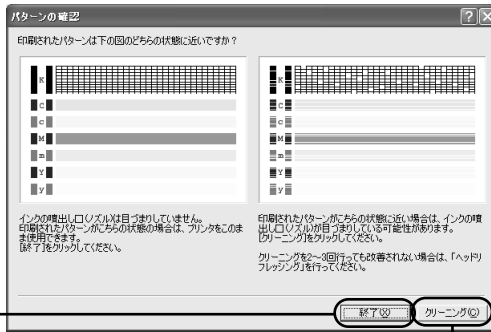 パターンの確認
印刷されたパターンは下の図のどちらの状態に近いですか？
K
C
c
M
m
Y
y
K
C
c
M
m
Y
y
インクの噴出し口(ノズル)は目づまりしていません。
印刷されたパターンがこちらの状態の場合は、プリンタをこのま
ま使用できます。
[終了]をクリックしてください。
印刷されたパターンがこちらの状態に近い場合は、インクの噴
出し口(ノズル)が目づまりしている可能性があります。
[クリーニング]をクリックしてください。
クリーニングを2～3回行っても改善されない場合は、「ヘッドリ
フレッシング」を行ってください。
終了(X)
クリーニング(C)